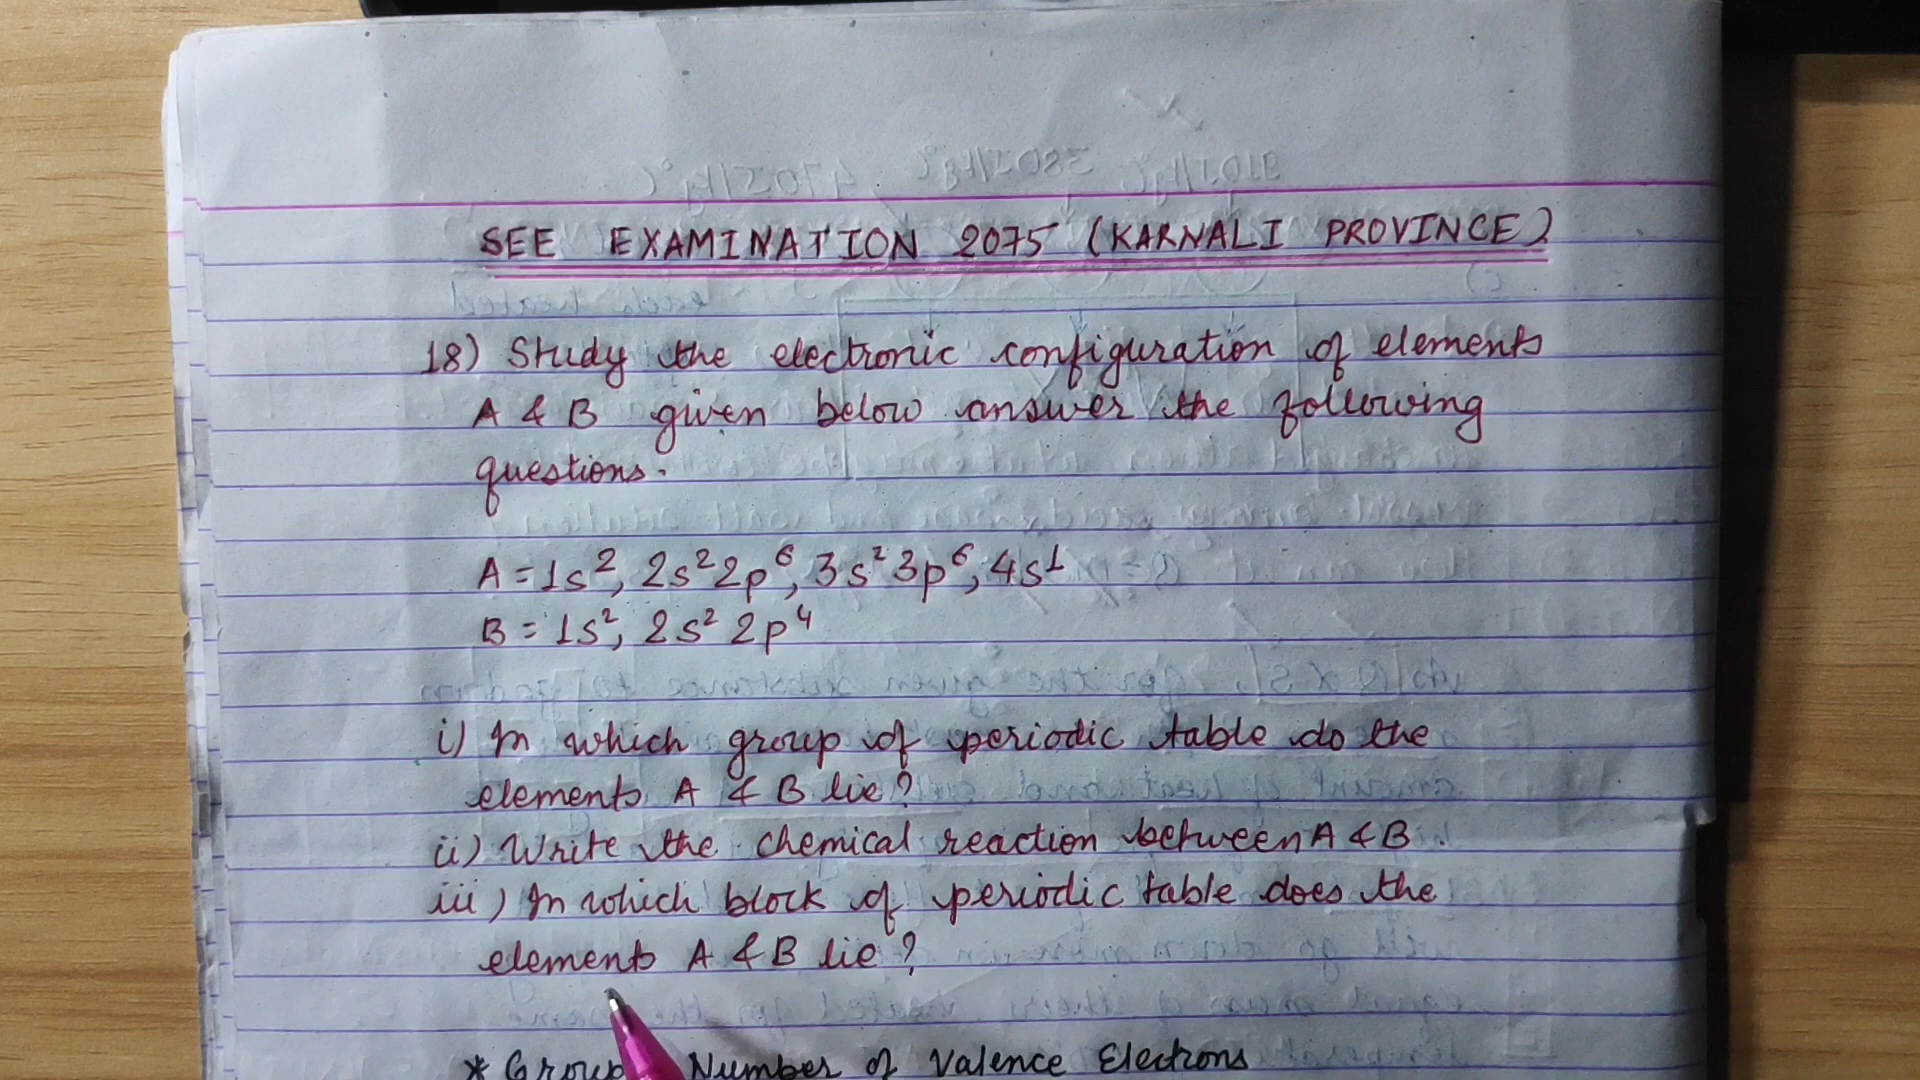 SEE EXAMINATION 2075 (KARNALI PROVINCE)
18) Study the electronic configuration of elements
A & B given below answer the following
questions.
A = 1s², 2s² 2p⁶, 3s² 3p⁶, 4s¹
B = 1s², 2s² 2p⁴
i) In which group of periodic table do the
elements A & B lie?
ii) Write the chemical reaction between A & B.
iii) In which block of periodic table does the
elements A & B lie?
* Group Number of Valence Electrons